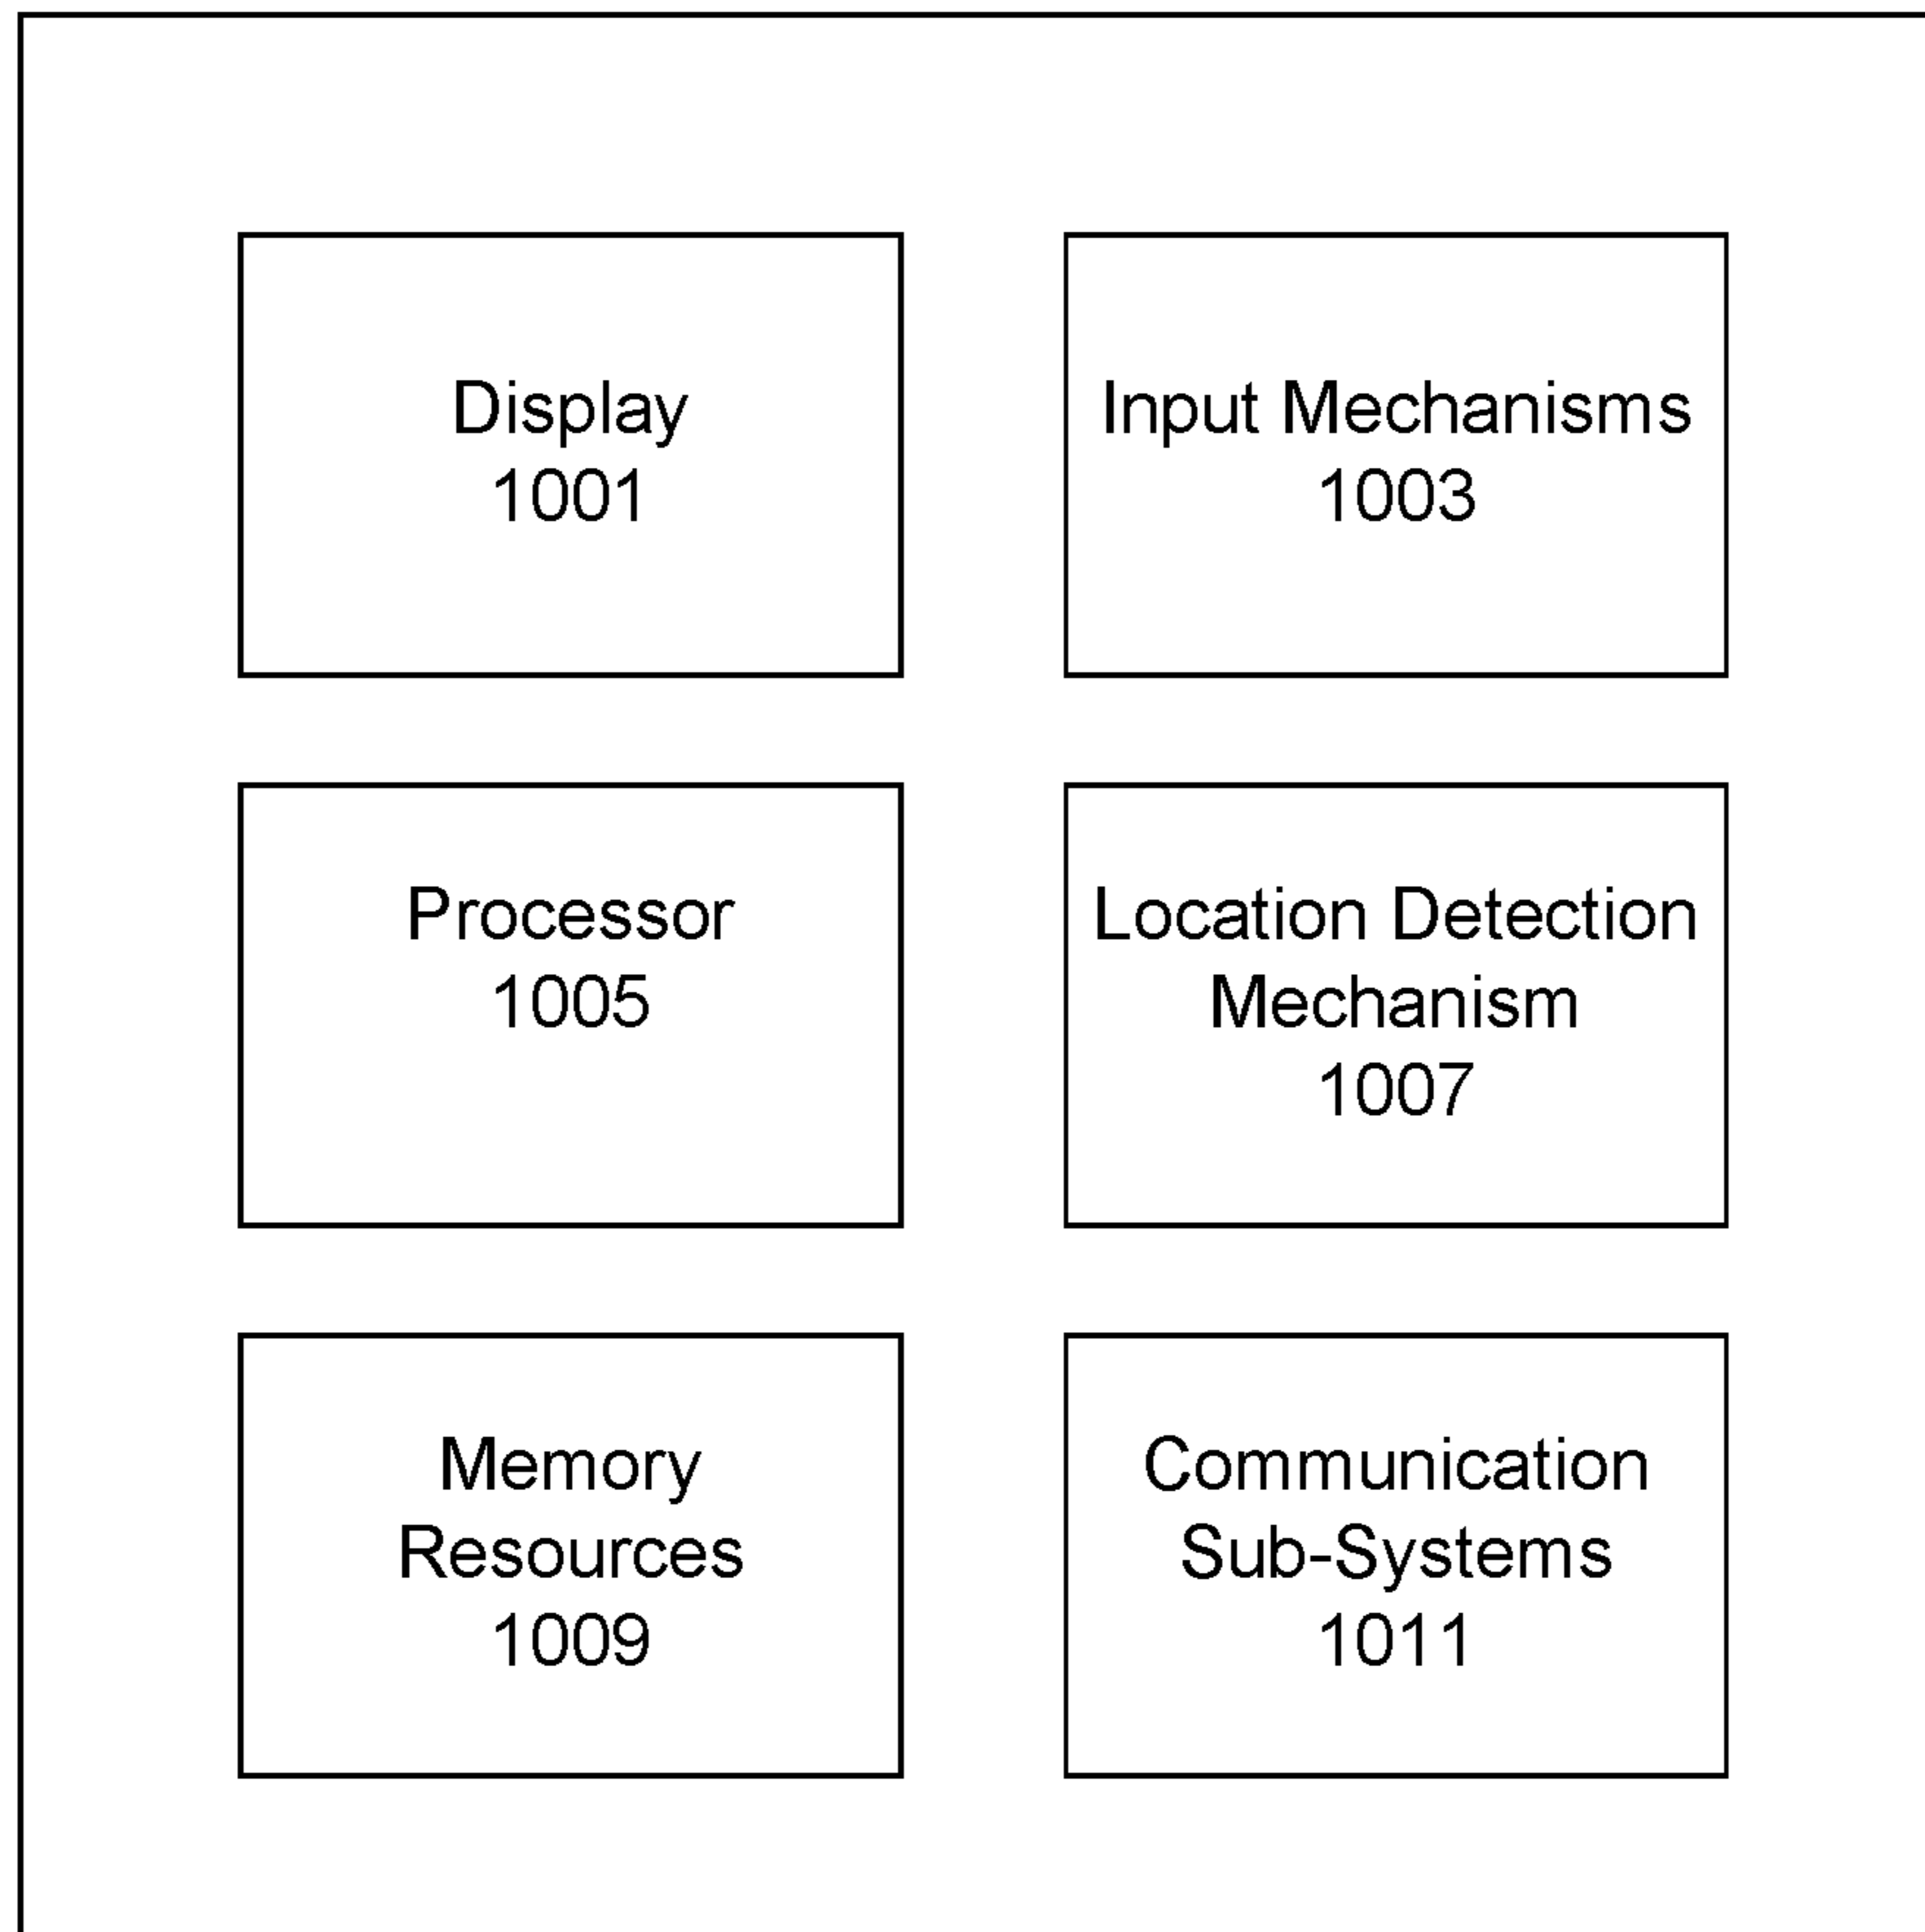 Display
1001
Input Mechanisms
1003
Processor
1005
Location Detection
Mechanism
1007
Memory
Resources
1009
Communication
Sub-Systems
1011